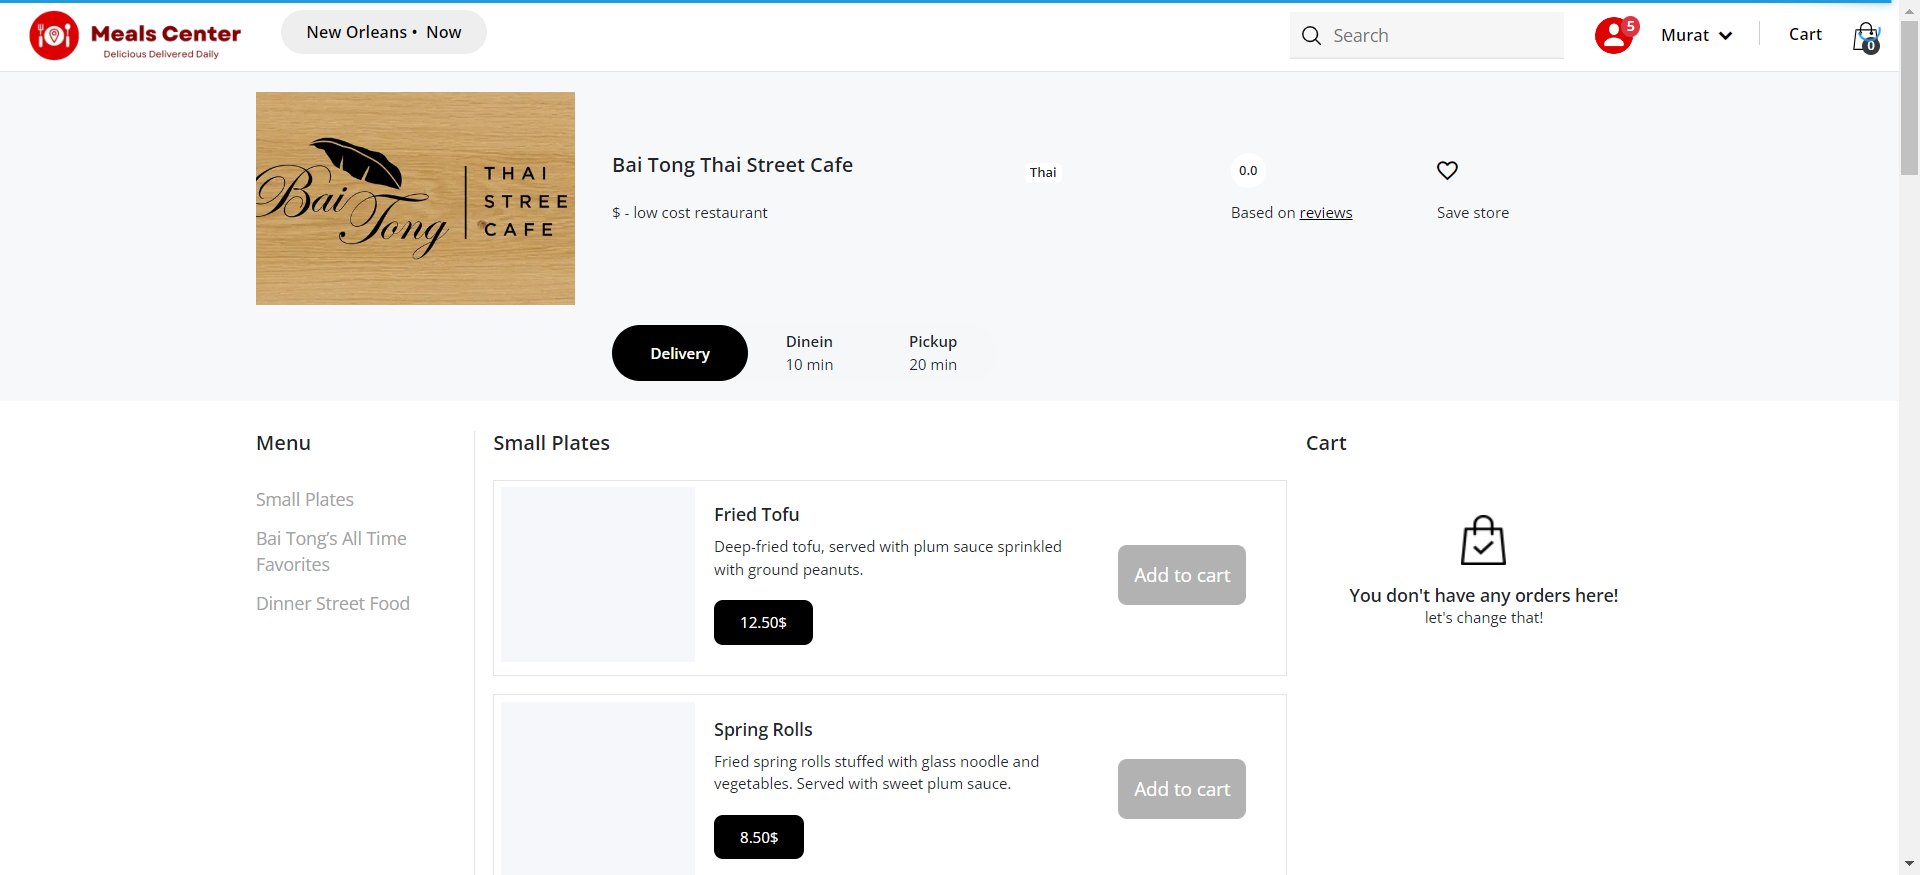 Meals Center
Delicious Delivered Daily
New Orleans • Now
Search
5
Murat
Cart
0
Bai Tong
THAI
STREE
CAFE
Bai Tong Thai Street Cafe
Thai
0.0
$ - low cost restaurant
Based on reviews
Save store
Delivery
Dinein
10 min
Pickup
20 min
Menu
Small Plates
Bai Tong’s All Time
Favorites
Dinner Street Food
Small Plates
Fried Tofu
Deep-fried tofu, served with plum sauce sprinkled
with ground peanuts.
12.50$
Add to cart
Spring Rolls
Fried spring rolls stuffed with glass noodle and
vegetables. Served with sweet plum sauce.
8.50$
Add to cart
Cart
You don't have any orders here!
let's change that!